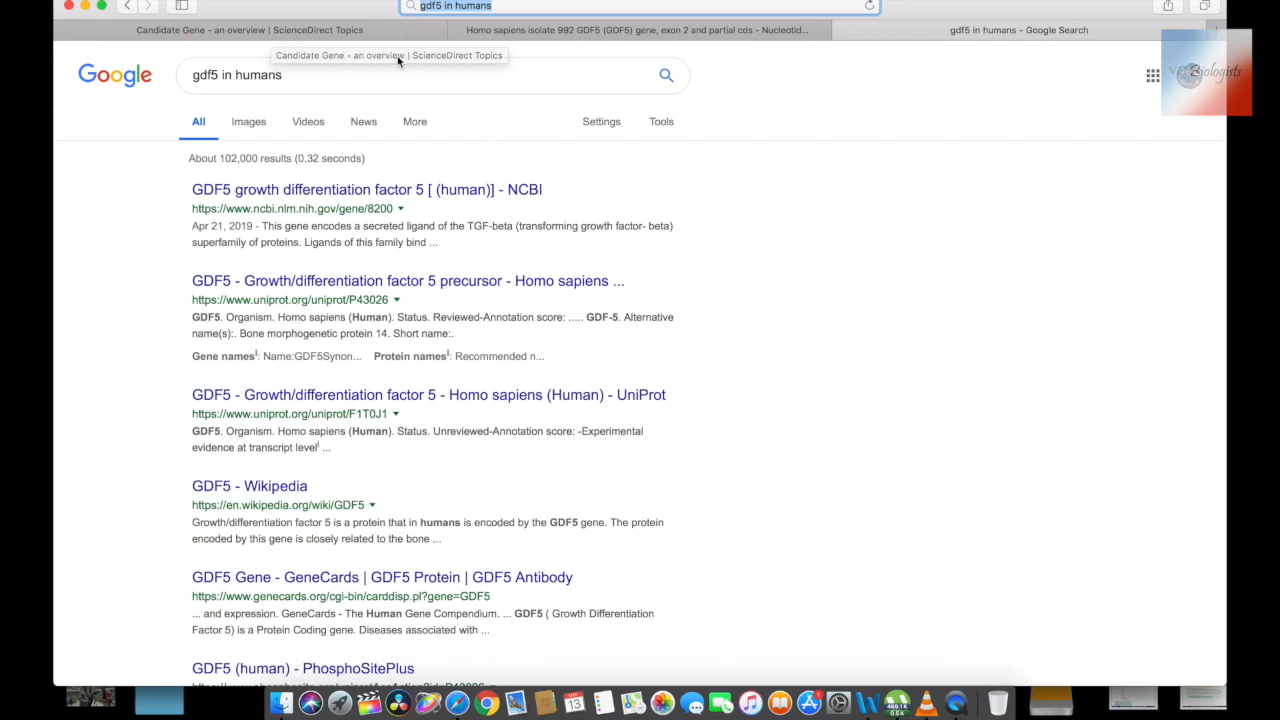 gdf5 in humans
Candidate Gene - an overview | ScienceDirect Topics
Homo sapiens isolate 992 GDF5 (GDF5) gene, exon 2 and partial cds - Nucleotid...
gdf5 in humans - Google Search
Candidate Gene - an overview | ScienceDirect Topics
Google
gdf5 in humans
Biologists
All Images Videos News More Settings Tools
About 102,000 results (0.32 seconds)
GDF5 growth differentiation factor 5 [ (human)] - NCBI
https://www.ncbi.nlm.nih.gov/gene/8200
Apr 21, 2019 - This gene encodes a secreted ligand of the TGF-beta (transforming growth factor- beta)
superfamily of proteins. Ligands of this family bind ...
GDF5 - Growth/differentiation factor 5 precursor - Homo sapiens ...
https://www.uniprot.org/uniprot/P43026
GDF5. Organism. Homo sapiens (Human). Status. Reviewed-Annotation score: ..... GDF-5. Alternative
name(s):. Bone morphogenetic protein 14. Short name:.
Gene namesⁱ: Name:GDF5Synon... Protein namesⁱ: Recommended n...
GDF5 - Growth/differentiation factor 5 - Homo sapiens (Human) - UniProt
https://www.uniprot.org/uniprot/F1T0J1
GDF5. Organism. Homo sapiens (Human). Status. Unreviewed-Annotation score: -Experimental
evidence at transcript levelⁱ ...
GDF5 - Wikipedia
https://en.wikipedia.org/wiki/GDF5
Growth/differentiation factor 5 is a protein that in humans is encoded by the GDF5 gene. The protein
encoded by this gene is closely related to the bone ...
GDF5 Gene - GeneCards | GDF5 Protein | GDF5 Antibody
https://www.genecards.org/cgi-bin/carddisp.pl?gene=GDF5
... and expression. GeneCards - The Human Gene Compendium. ... GDF5 ( Growth Differentiation
Factor 5) is a Protein Coding gene. Diseases associated with ...
GDF5 (human) - PhosphoSitePlus
13